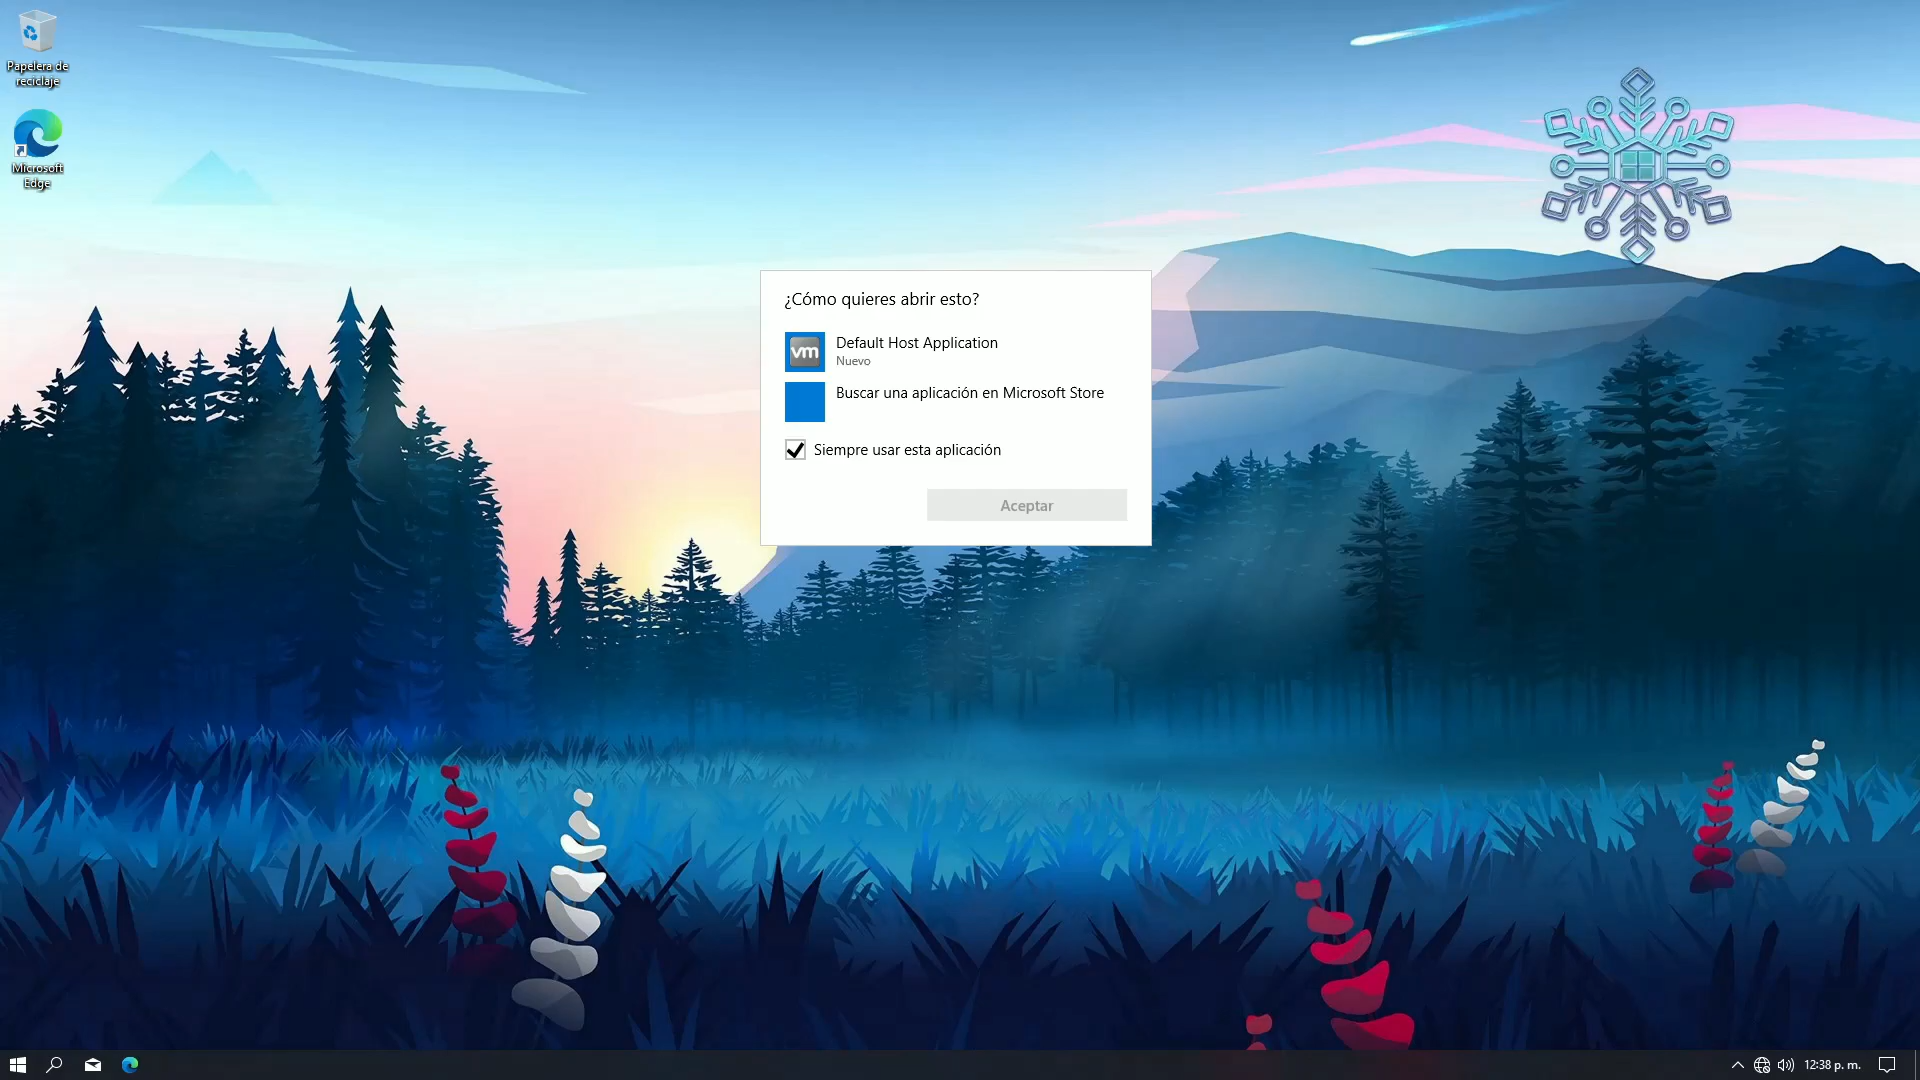 Papelera de
reciclaje
Microsoft
Edge
¿Cómo quieres abrir esto?
vm
Default Host Application
Nuevo
Buscar una aplicación en Microsoft Store
Siempre usar esta aplicación
Aceptar
12:38 p. m.